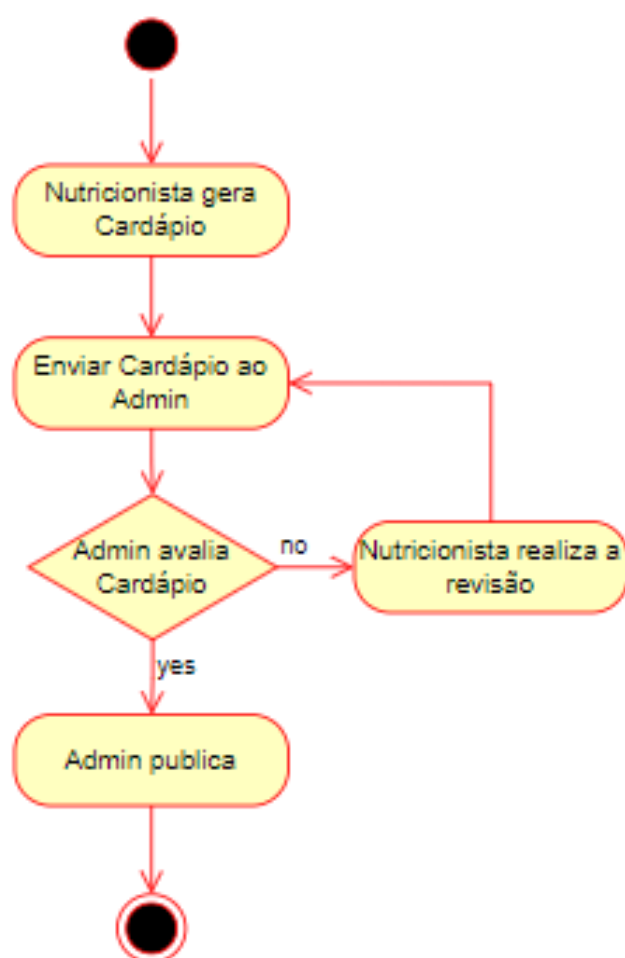 Nutricionista gera
Cardápio
Enviar Cardápio ao
Admin
Admin avalia
Cardápio
no
Nutricionista realiza a
revisão
yes
Admin publica